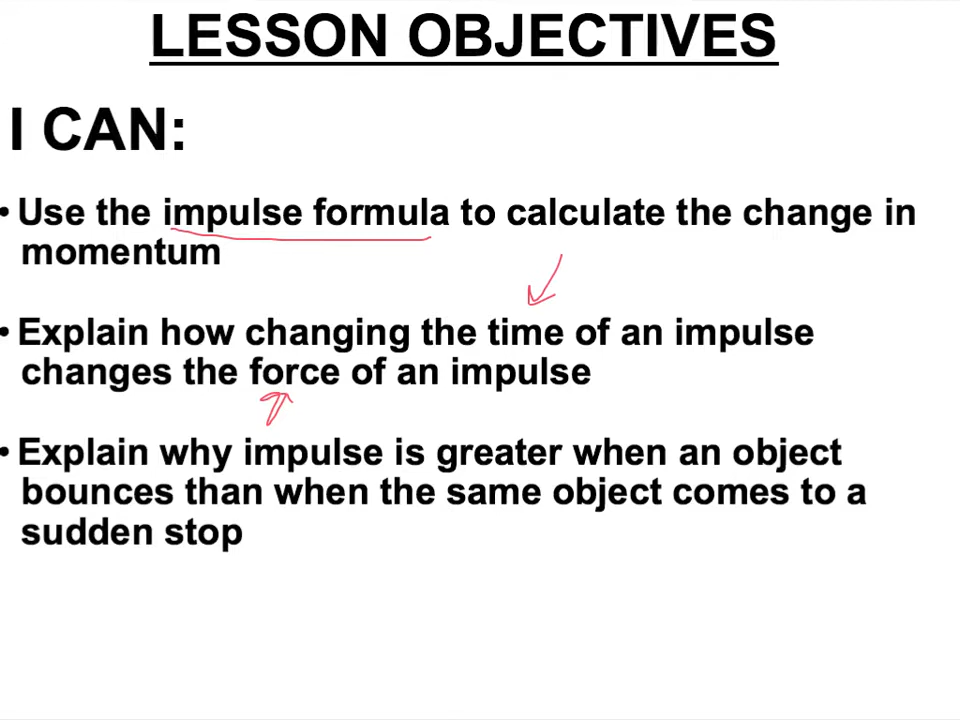 LESSON OBJECTIVES
I CAN:
• Use the impulse formula to calculate the change in
momentum
• Explain how changing the time of an impulse
changes the force of an impulse
• Explain why impulse is greater when an object
bounces than when the same object comes to a
sudden stop